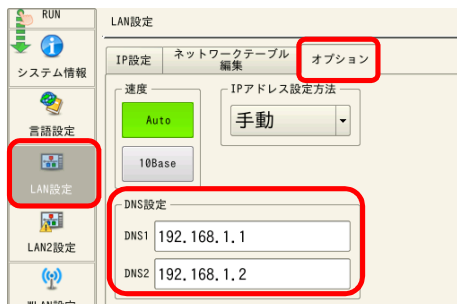 RUN
システム情報
言語設定
LAN設定
LAN2設定
LAN設定
IP設定
ネットワークテーブル
編集
オプション
速度
Auto
10Base
IPアドレス設定方法
手動
DNS設定
DNS1 192.168.1.1
DNS2 192.168.1.2